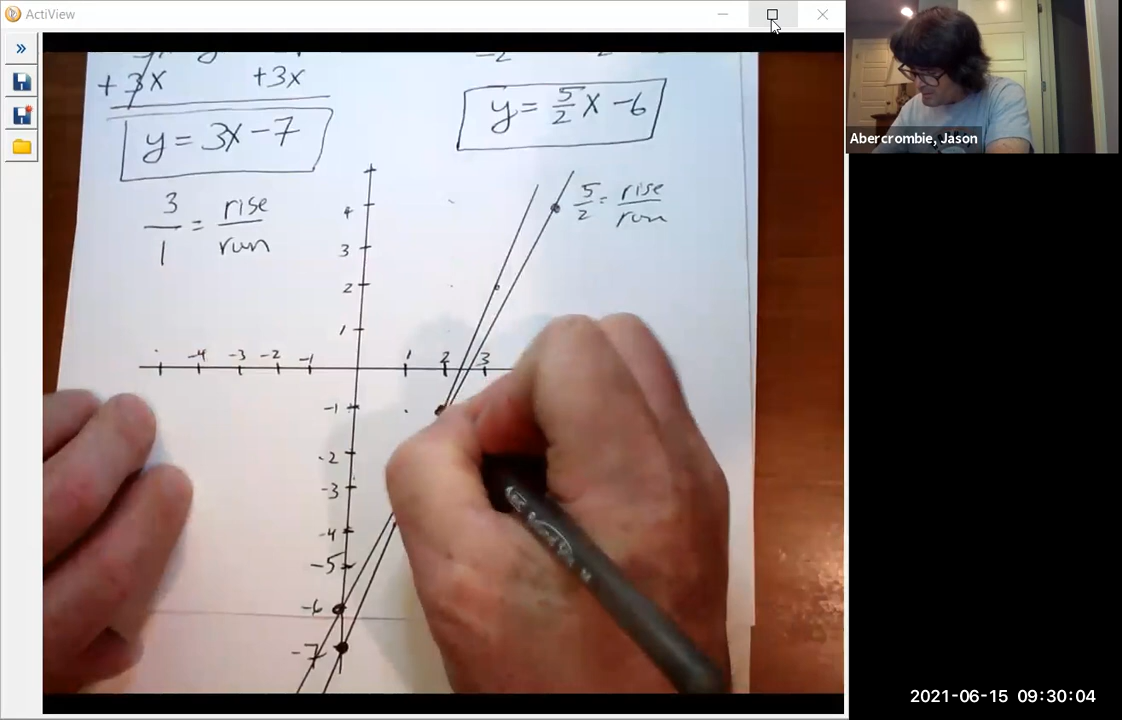 ActiView
+3x +3x
-2
y = 3x - 7
y = 5/2 x - 6
3/1 = rise/run
5/2 = rise/run
4
3
2
1
-4 -3 -2 -1 1 2 3
-1
-2
-3
-4
-5
-6
-7
Abercrombie, Jason
2021-06-15 09:30:04